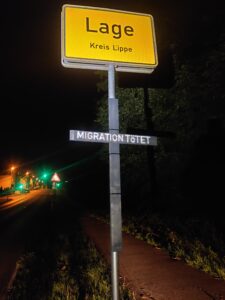 Lage
Kreis Lippe
MIGRATION TöTET